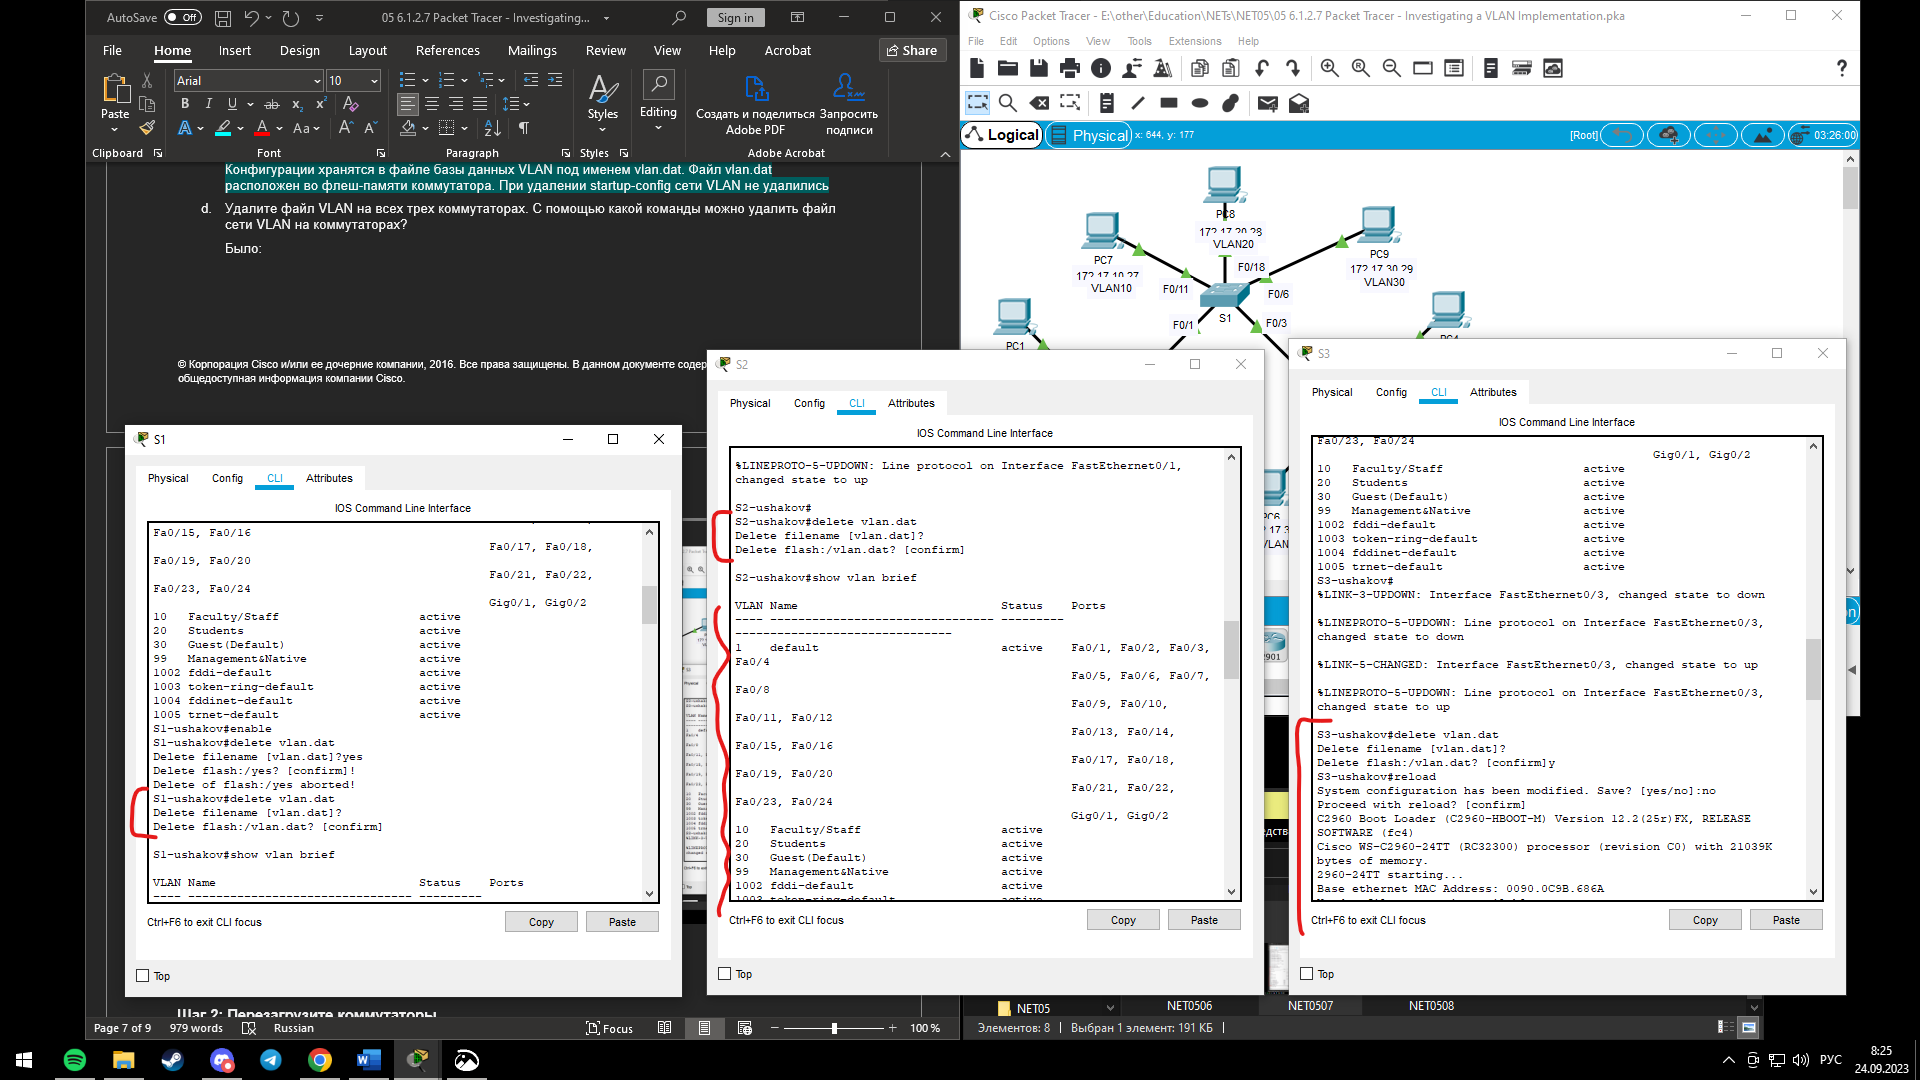 AutoSave Off 05 6.1.2.7 Packet Tracer - Investigating... Sign in
File Home Insert Design Layout References Mailings Review View Help Acrobat Share
Paste
Clipboard
Arial 10
Font
Paragraph
Styles
Styles
Editing
Создать и поделиться Adobe PDF
Запросить подписи
Adobe Acrobat
Конфигурации хранятся в файле базы данных VLAN под именем vlan.dat. Файл vlan.dat
расположен во флеш-памяти коммутатора. При удалении startup-config сети VLAN не удалились
d. Удалите файл VLAN на всех трех коммутаторах. С помощью какой команды можно удалить файл
сети VLAN на коммутаторах?
Было:
© Корпорация Cisco и/или ее дочерние компании, 2016. Все права защищены. В данном документе содер
общедоступная информация компании Cisco.
Шаг 2: Перезагрузите коммутаторы
Page 7 of 9 979 words Russian Focus 100 %
Cisco Packet Tracer - E:\other\Education\NETs\NET05\05 6.1.2.7 Packet Tracer - Investigating a VLAN Implementation.pka
File Edit Options View Tools Extensions Help
Logical Physical x: 644, y: 177 [Root] 03:26:00
PC8
172.17.20.28
VLAN20
PC7
172.17.10.27
VLAN10
PC9
172.17.30.29
VLAN30
F0/18
F0/11
F0/6
S1
F0/1
F0/3
PC1
PC4
S1
Physical Config CLI Attributes
IOS Command Line Interface
Fa0/15, Fa0/16
Fa0/17, Fa0/18,
Fa0/19, Fa0/20
Fa0/21, Fa0/22,
Fa0/23, Fa0/24
Gig0/1, Gig0/2
10 Faculty/Staff active
20 Students active
30 Guest(Default) active
99 Management&Native active
1002 fddi-default active
1003 token-ring-default active
1004 fddinet-default active
1005 trnet-default active
S1-ushakov#enable
S1-ushakov#delete vlan.dat
Delete filename [vlan.dat]?yes
Delete flash:/yes? [confirm]!
Delete of flash:/yes aborted!
S1-ushakov#delete vlan.dat
Delete filename [vlan.dat]?
Delete flash:/vlan.dat? [confirm]
S1-ushakov#show vlan brief
VLAN Name Status Ports
---- -------------------------------- ---------
Ctrl+F6 to exit CLI focus
Copy Paste
Top
S2
Physical Config CLI Attributes
IOS Command Line Interface
%LINEPROTO-5-UPDOWN: Line protocol on Interface FastEthernet0/1,
changed state to up
S2-ushakov#
S2-ushakov#delete vlan.dat
Delete filename [vlan.dat]?
Delete flash:/vlan.dat? [confirm]
S2-ushakov#show vlan brief
VLAN Name Status Ports
---- -------------------------------- ---------
-------------------------------
1 default active Fa0/1, Fa0/2, Fa0/3,
Fa0/4
Fa0/5, Fa0/6, Fa0/7,
Fa0/8
Fa0/9, Fa0/10,
Fa0/11, Fa0/12
Fa0/13, Fa0/14,
Fa0/15, Fa0/16
Fa0/17, Fa0/18,
Fa0/19, Fa0/20
Fa0/21, Fa0/22,
Fa0/23, Fa0/24
Gig0/1, Gig0/2
10 Faculty/Staff active
20 Students active
30 Guest(Default) active
99 Management&Native active
1002 fddi-default active
1003 token-ring-default active
Ctrl+F6 to exit CLI focus
Copy Paste
Top
S3
Physical Config CLI Attributes
IOS Command Line Interface
Fa0/23, Fa0/24
Gig0/1, Gig0/2
10 Faculty/Staff active
20 Students active
30 Guest(Default) active
99 Management&Native active
1002 fddi-default active
1003 token-ring-default active
1004 fddinet-default active
1005 trnet-default active
S3-ushakov#
%LINK-3-UPDOWN: Interface FastEthernet0/3, changed state to down
%LINEPROTO-5-UPDOWN: Line protocol on Interface FastEthernet0/3,
changed state to down
%LINK-5-CHANGED: Interface FastEthernet0/3, changed state to up
%LINEPROTO-5-UPDOWN: Line protocol on Interface FastEthernet0/3,
changed state to up
S3-ushakov#delete vlan.dat
Delete filename [vlan.dat]?
Delete flash:/vlan.dat? [confirm]y
S3-ushakov#reload
System configuration has been modified. Save? [yes/no]:no
Proceed with reload? [confirm]
C2960 Boot Loader (C2960-HBOOT-M) Version 12.2(25r)FX, RELEASE
SOFTWARE (fc4)
Cisco WS-C2960-24TT (RC32300) processor (revision C0) with 21039K
bytes of memory.
2960-24TT starting...
Base ethernet MAC Address: 0090.0C9B.686A
Ctrl+F6 to exit CLI focus
Copy Paste
Top
NET05 NET0506 NET0507 NET0508
Элементов: 8 Выбран 1 элемент: 191 КБ
РУС
8:25
24.09.2023